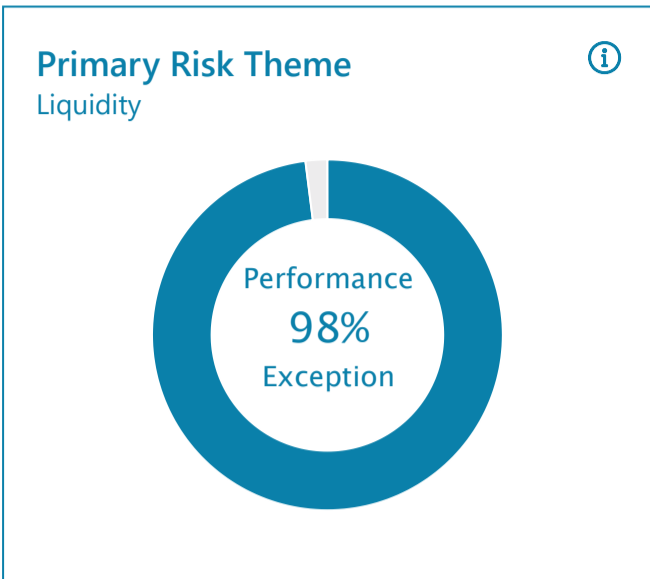 Primary Risk Theme
Liquidity
Performance
98%
Exception